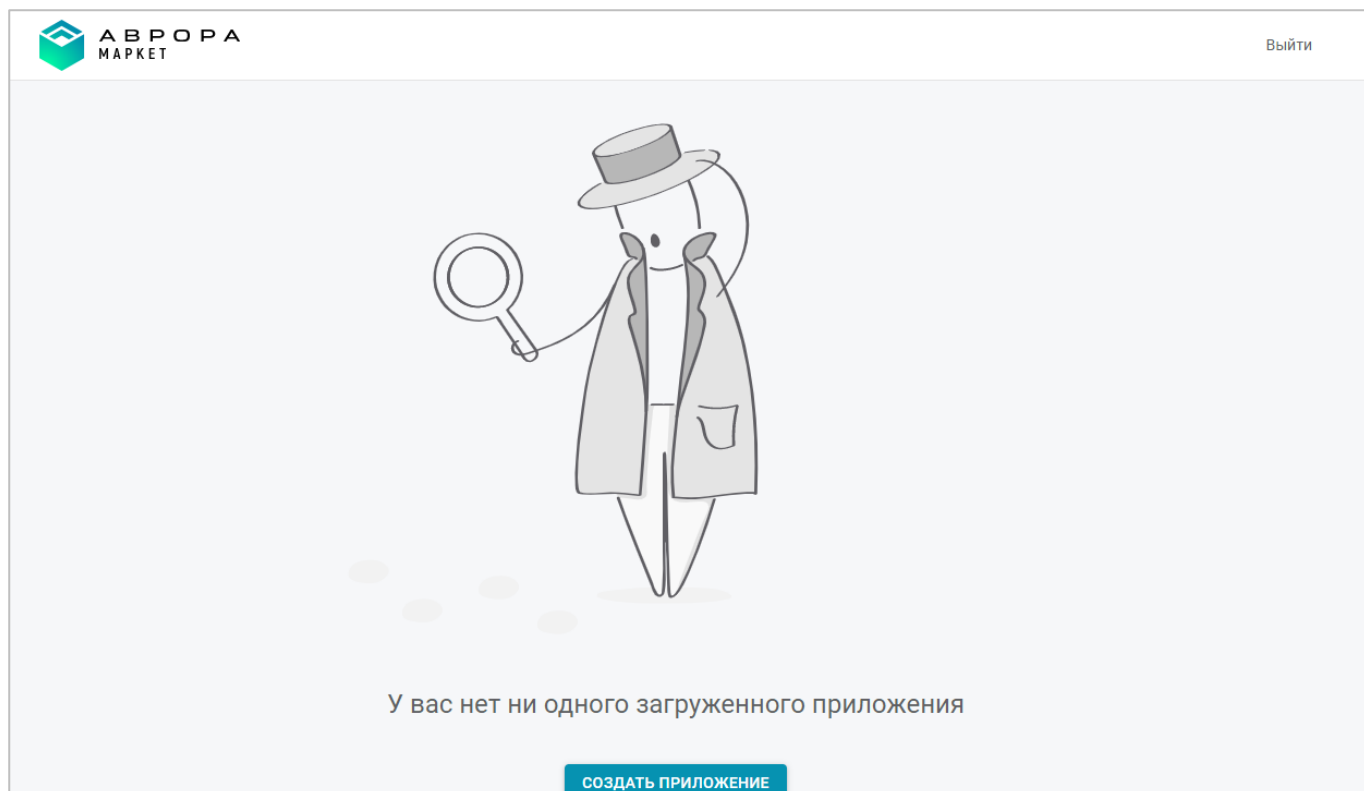 АВРОРА
МАРКЕТ
Выйти
У вас нет ни одного загруженного приложения
СОЗДАТЬ ПРИЛОЖЕНИЕ